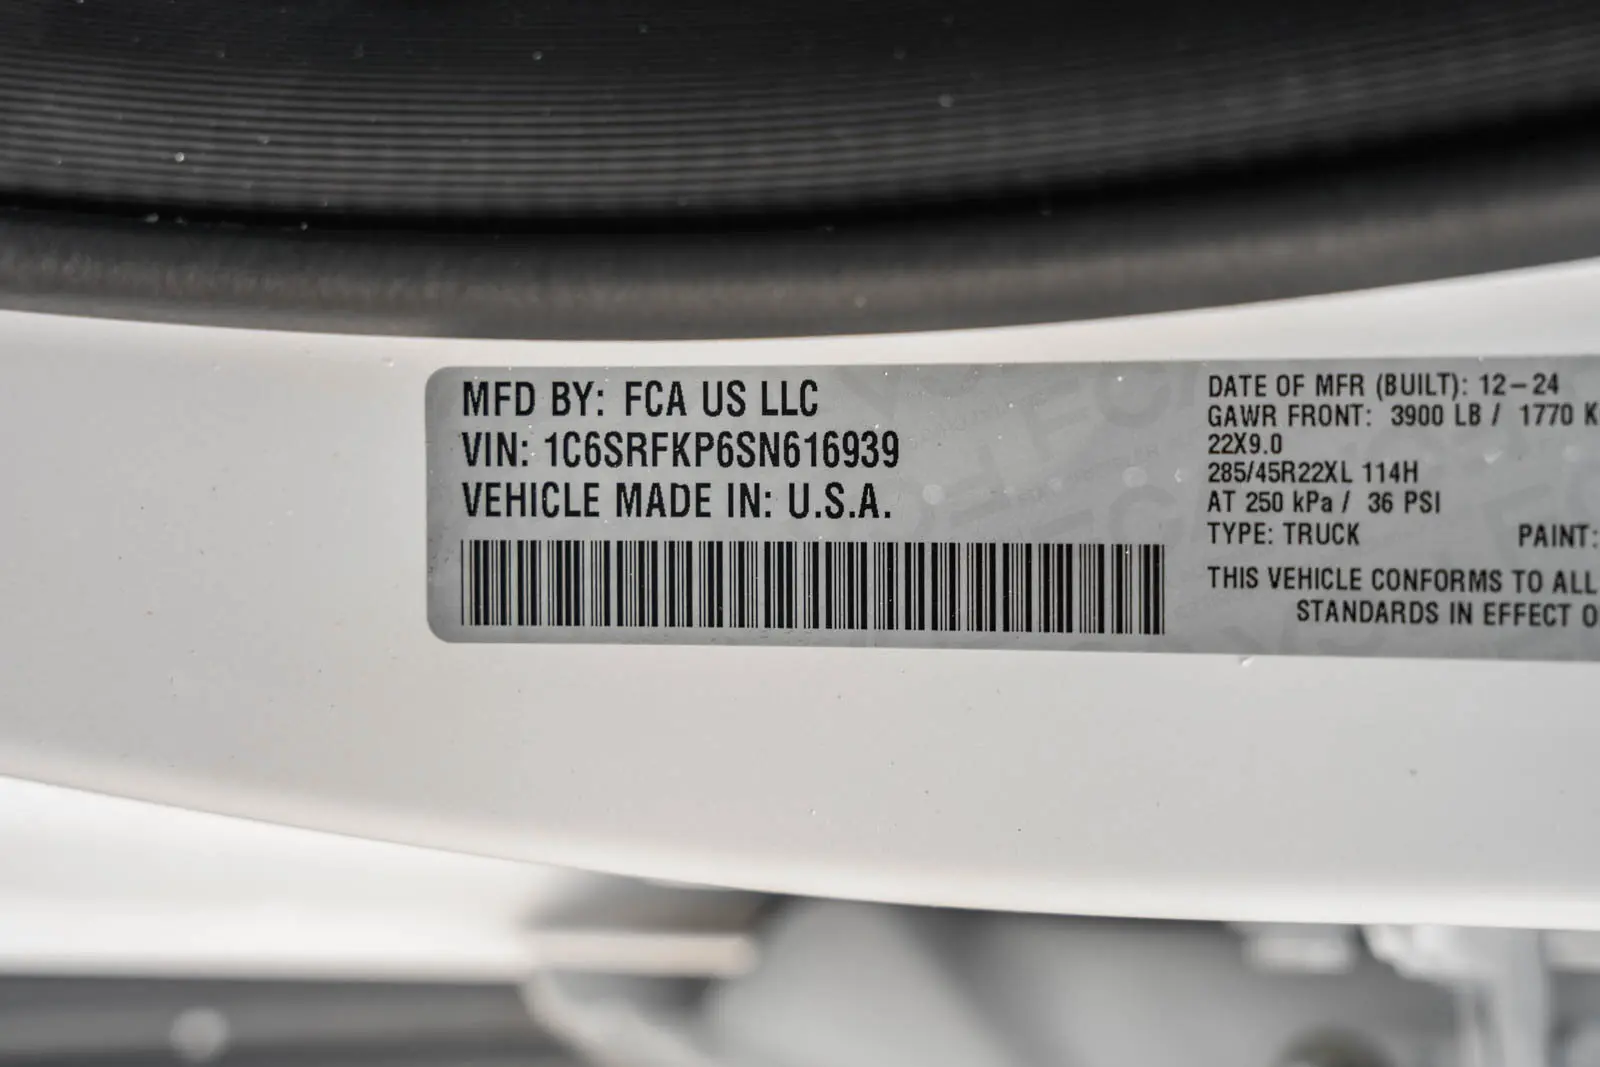 MFD BY: FCA US LLC
VIN: 1C6SRFKP6SN616939
VEHICLE MADE IN: U.S.A.
DATE OF MFR (BUILT): 12-24
GAWR FRONT: 3900 LB / 1770 K
22X9.0
285/45R22XL 114H
AT 250 kPa / 36 PSI
TYPE: TRUCK PAINT:
THIS VEHICLE CONFORMS TO ALL
STANDARDS IN EFFECT O